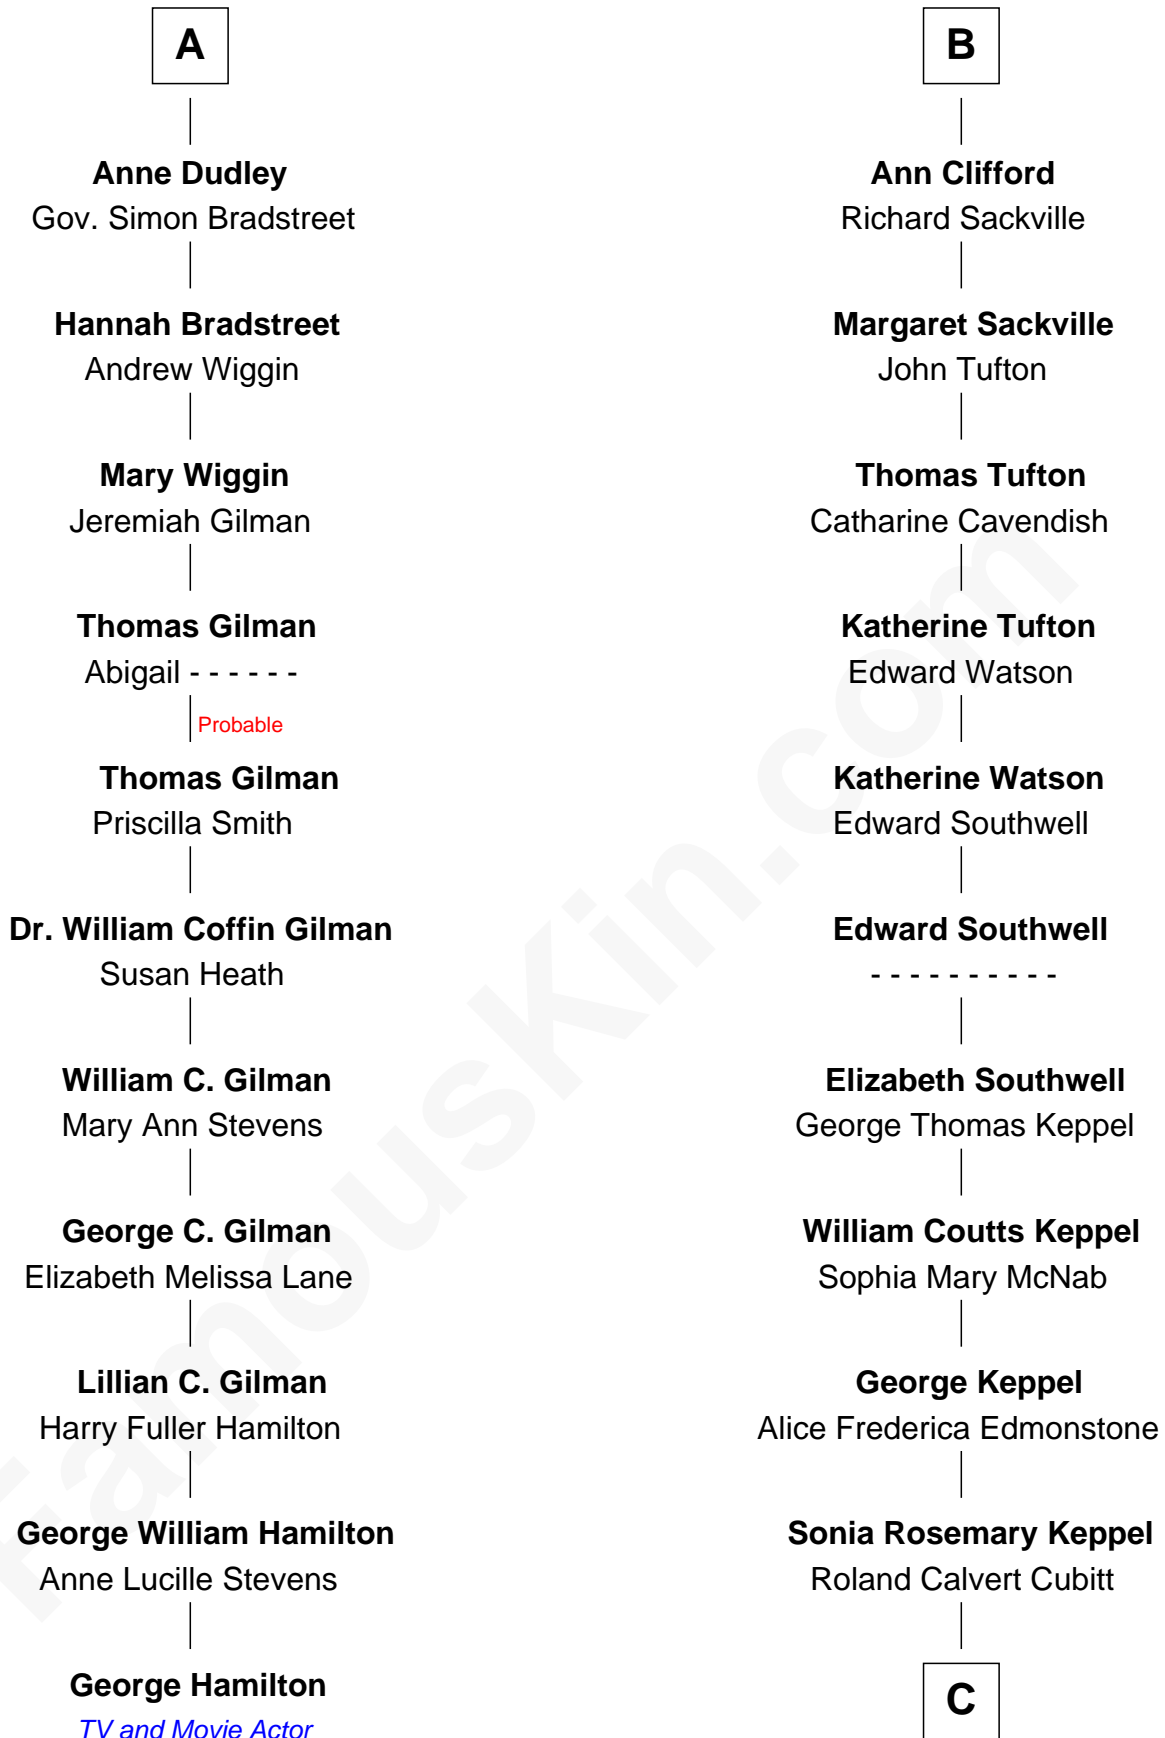 A
Anne Dudley
Gov. Simon Bradstreet
Hannah Bradstreet
Andrew Wiggin
Mary Wiggin
Jeremiah Gilman
Thomas Gilman
Abigail - - - - - -
Probable
Thomas Gilman
Priscilla Smith
Dr. William Coffin Gilman
Susan Heath
William C. Gilman
Mary Ann Stevens
George C. Gilman
Elizabeth Melissa Lane
Lillian C. Gilman
Harry Fuller Hamilton
George William Hamilton
Anne Lucille Stevens
George Hamilton
TV and Movie Actor
B
Ann Clifford
Richard Sackville
Margaret Sackville
John Tufton
Thomas Tufton
Catharine Cavendish
Katherine Tufton
Edward Watson
Katherine Watson
Edward Southwell
Edward Southwell
- - - - - - - - - -
Elizabeth Southwell
George Thomas Keppel
William Coutts Keppel
Sophia Mary McNab
George Keppel
Alice Frederica Edmonstone
Sonia Rosemary Keppel
Roland Calvert Cubitt
C
FamousKin.com